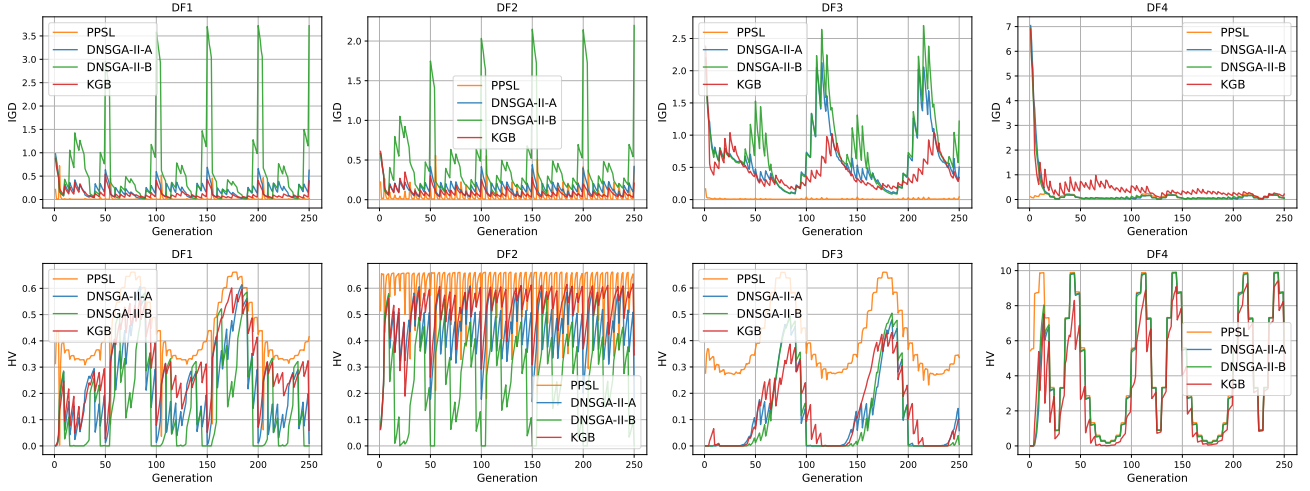 DF1
IGD
3.5
3.0
2.5
2.0
1.5
1.0
0.5
0.0
PPSL
DNSGA-II-A
DNSGA-II-B
KGB
0 50 100 150 200 250
Generation
DF2
IGD
2.0
1.5
1.0
0.5
0.0
PPSL
DNSGA-II-A
DNSGA-II-B
KGB
0 50 100 150 200 250
Generation
DF3
IGD
2.5
2.0
1.5
1.0
0.5
0.0
PPSL
DNSGA-II-A
DNSGA-II-B
KGB
0 50 100 150 200 250
Generation
DF4
IGD
7
6
5
4
3
2
1
0
PPSL
DNSGA-II-A
DNSGA-II-B
KGB
0 50 100 150 200 250
Generation
DF1
HV
0.6
0.5
0.4
0.3
0.2
0.1
0.0
PPSL
DNSGA-II-A
DNSGA-II-B
KGB
0 50 100 150 200 250
Generation
DF2
HV
0.6
0.5
0.4
0.3
0.2
0.1
0.0
PPSL
DNSGA-II-A
DNSGA-II-B
KGB
0 50 100 150 200 250
Generation
DF3
HV
0.6
0.5
0.4
0.3
0.2
0.1
0.0
PPSL
DNSGA-II-A
DNSGA-II-B
KGB
0 50 100 150 200 250
Generation
DF4
HV
10
8
6
4
2
0
PPSL
DNSGA-II-A
DNSGA-II-B
KGB
0 50 100 150 200 250
Generation